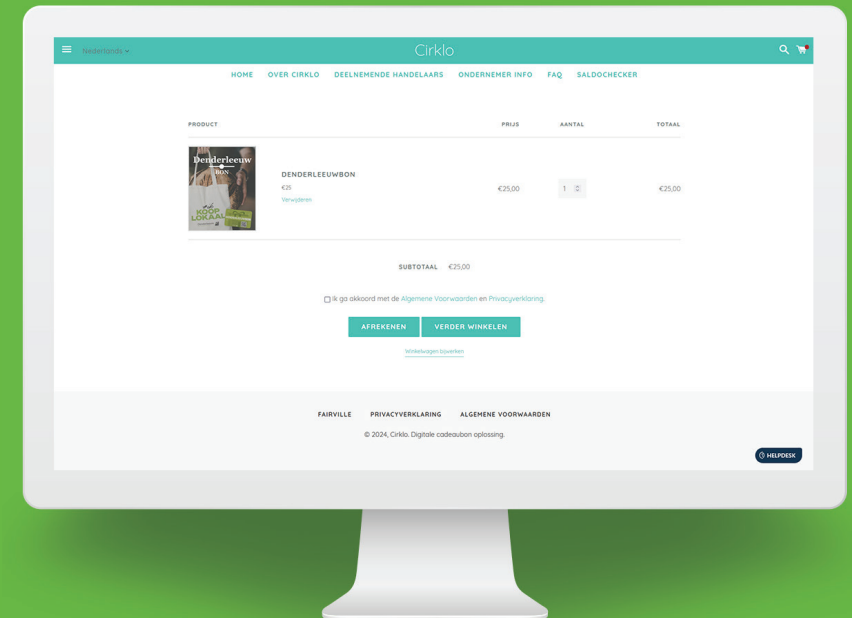 Nederlands
Cirklo
HOME OVER CIRKLO DEELNEMENDE HANDELAARS ONDERNEMER INFO FAQ SALDOCHECKER
PRODUCT PRIJS AANTAL TOTAAL
Denderleeuw
BON
KOOP
LOKAAL
DENDERLEEUWBON
€25
Verwijderen
€25,00 1 €25,00
SUBTOTAAL €25,00
Ik ga akkoord met de Algemene Voorwaarden en Privacyverklaring.
AFREKENEN VERDER WINKELEN
Winkelwagen bijwerken
FAIRVILLE PRIVACYVERKLARING ALGEMENE VOORWAARDEN
© 2024, Cirklo. Digitale cadeaubon oplossing.
HELPDESK